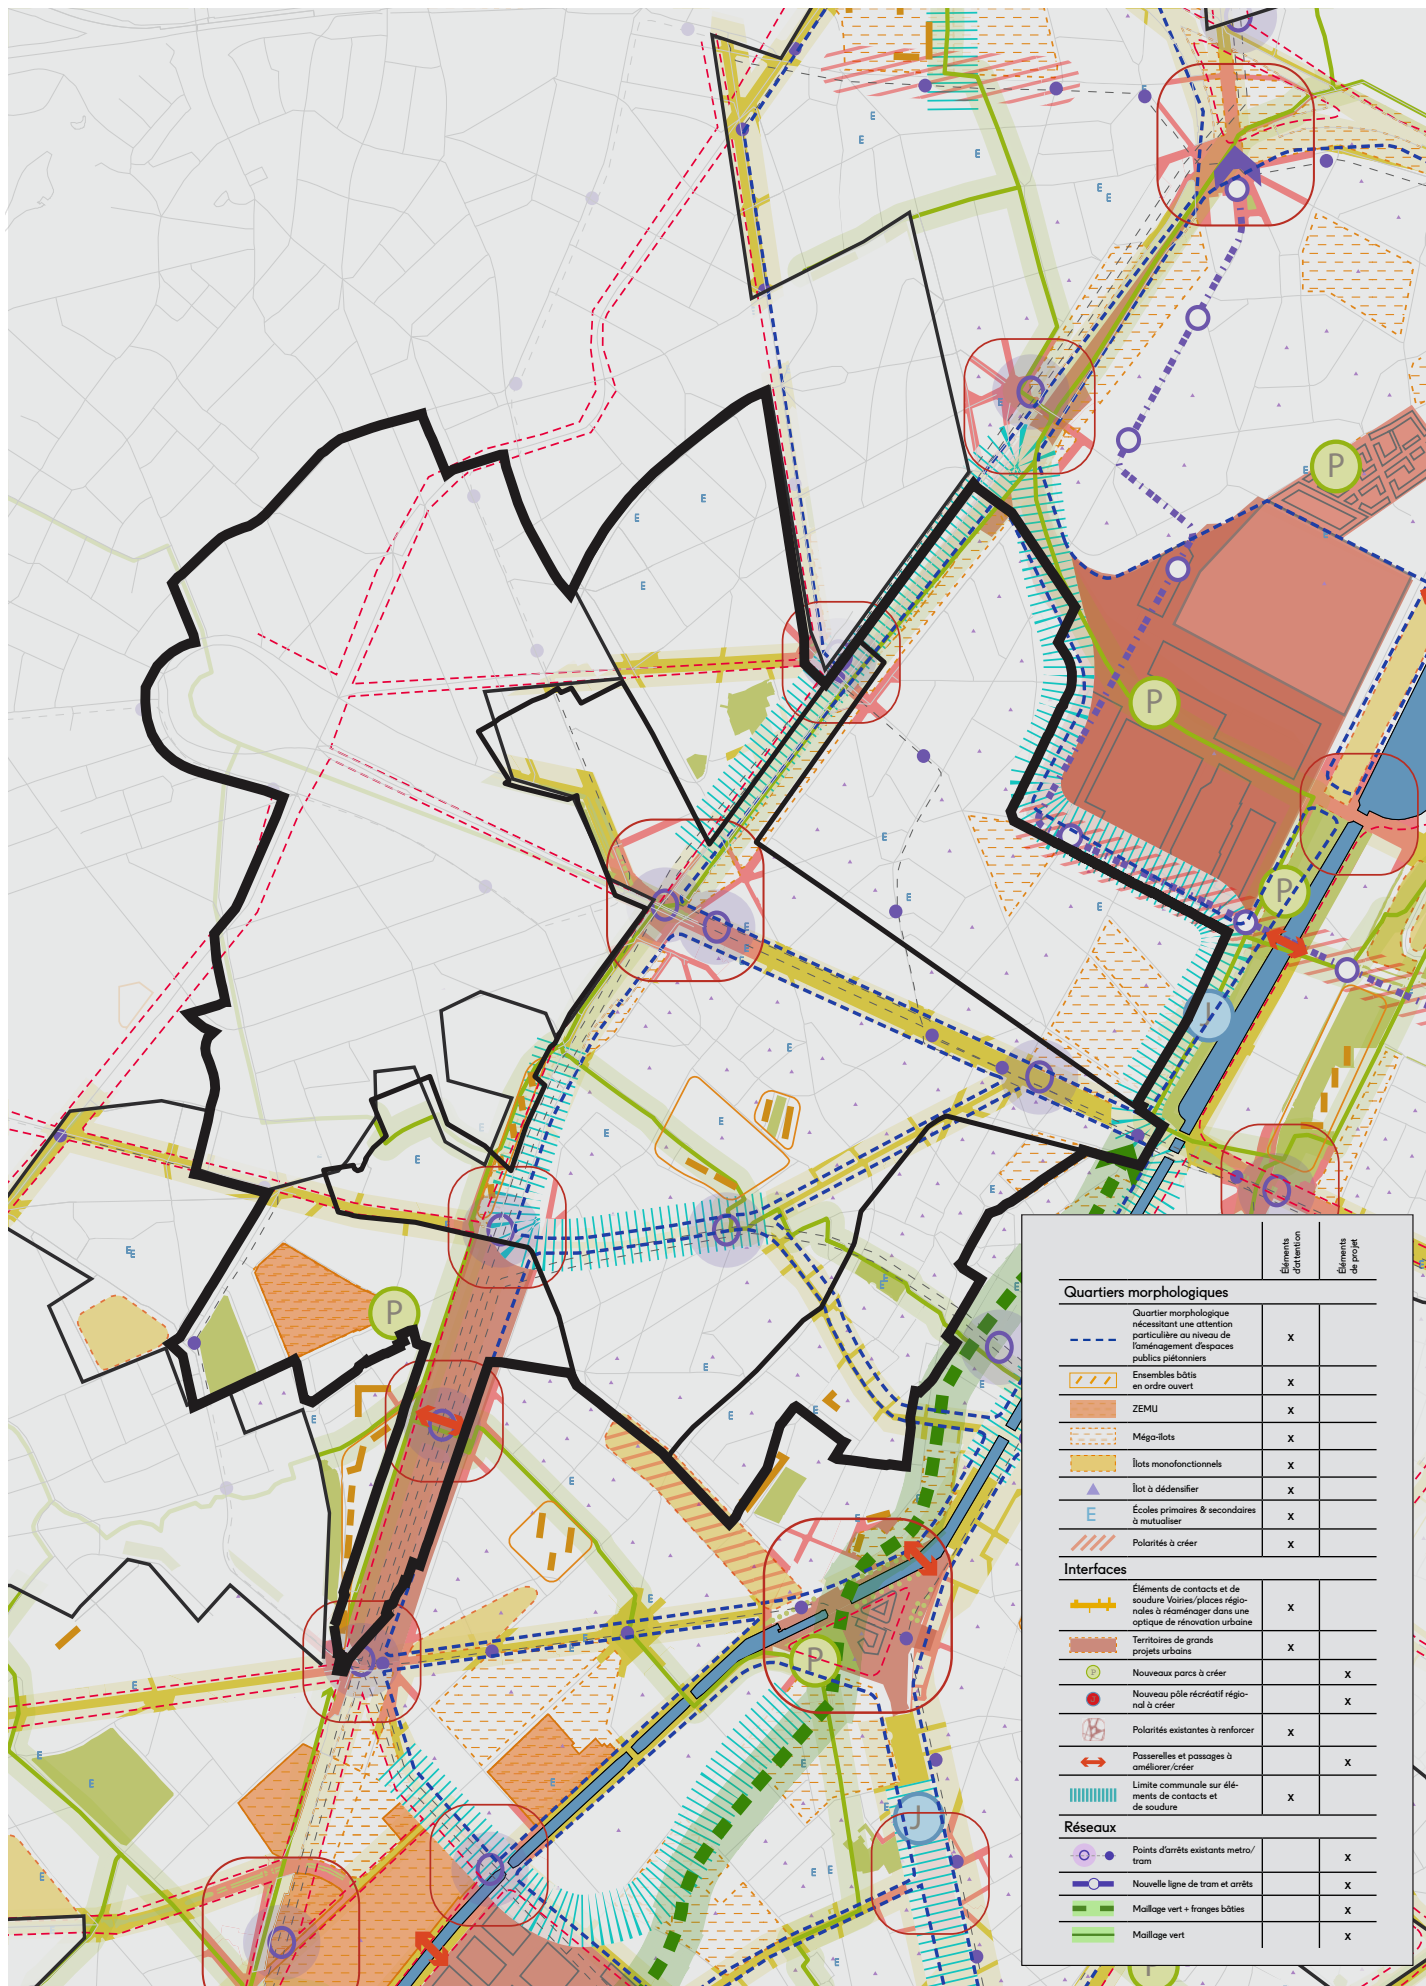 P
P
P
J
P
J
P
Éléments
d'attention
Éléments
de projet
Quartiers morphologiques
Quartier morphologique
nécessitant une attention
particulière au niveau de
l'aménagement d'espaces
publics piétonniers
x
Ensembles bâtis
en ordre ouvert
x
ZEMU
x
Méga-îlots
x
Îlots monofonctionnels
x
Îlot à dédensifier
x
E
Écoles primaires & secondaires
à mutualiser
x
Polarités à créer
x
Interfaces
Éléments de contacts et de
soudure Voiries/places régio-
nales à réaménager dans une
optique de rénovation urbaine
x
Territoires de grands
projets urbains
x
P
Nouveaux parcs à créer
x
Nouveau pôle récréatif régio-
nal à créer
x
Polarités existantes à renforcer
x
Passerelles et passages à
améliorer/créer
x
Limite communale sur élé-
ments de contacts et
de soudure
x
Réseaux
Points d'arrêts existants metro/
tram
x
Nouvelle ligne de tram et arrêts
x
Maillage vert + franges bâties
x
Maillage vert
x